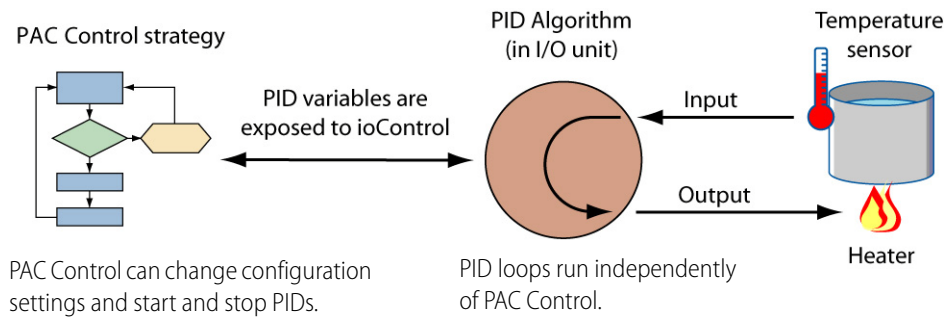 PAC Control strategy
PID variables are
exposed to ioControl
PID Algorithm
(in I/O unit)
Input
Output
Temperature
sensor
Heater
PAC Control can change configuration
settings and start and stop PIDs.
PID loops run independently
of PAC Control.